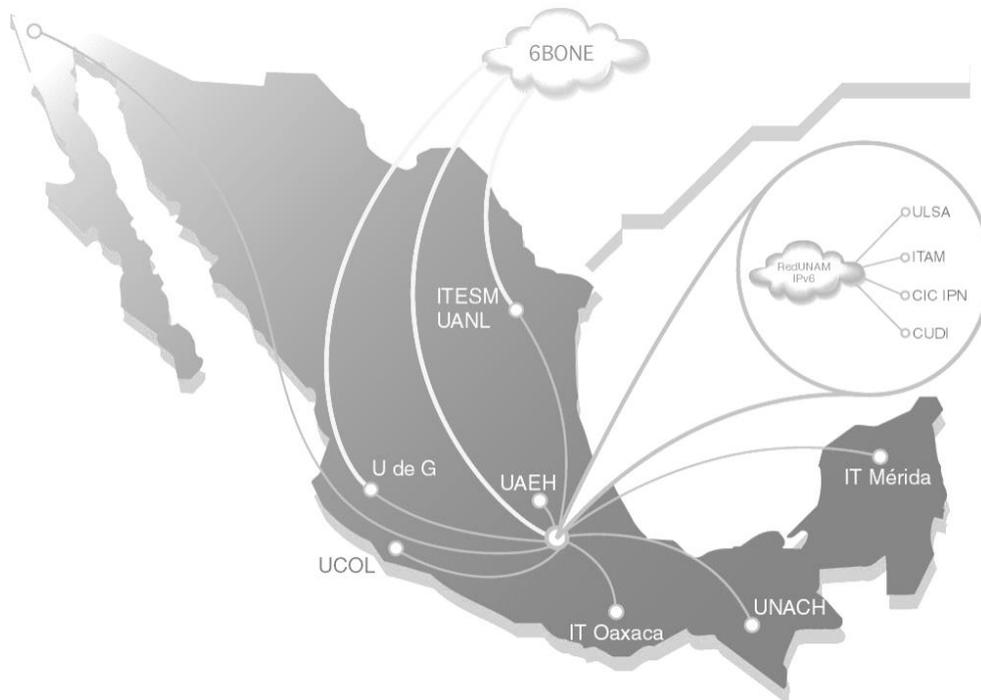 6BONE
ULSA
RedUNAM
IPv6
ITAM
CIC IPN
CUDI
ITESM
UANL
U de G
UAEH
IT Mérida
UCOL
UNACH
IT Oaxaca